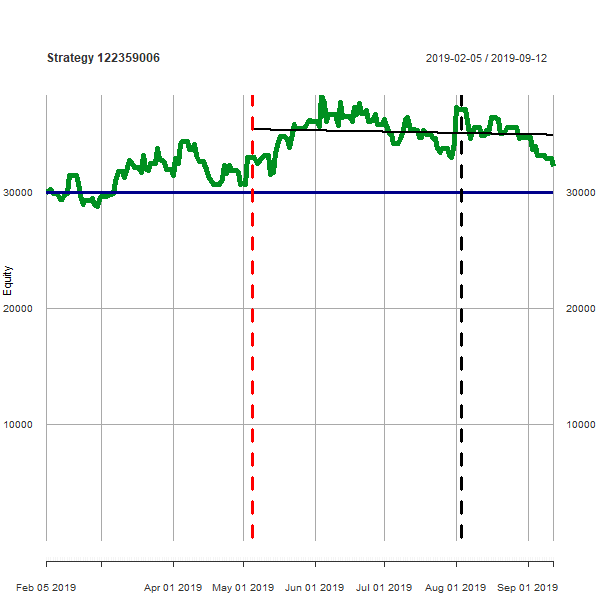 Strategy 122359006
2019-02-05 / 2019-09-12
30000
30000
Equity
20000
20000
10000
10000
Feb 05 2019
Apr 01 2019
May 01 2019
Jun 01 2019
Jul 01 2019
Aug 01 2019
Sep 01 2019